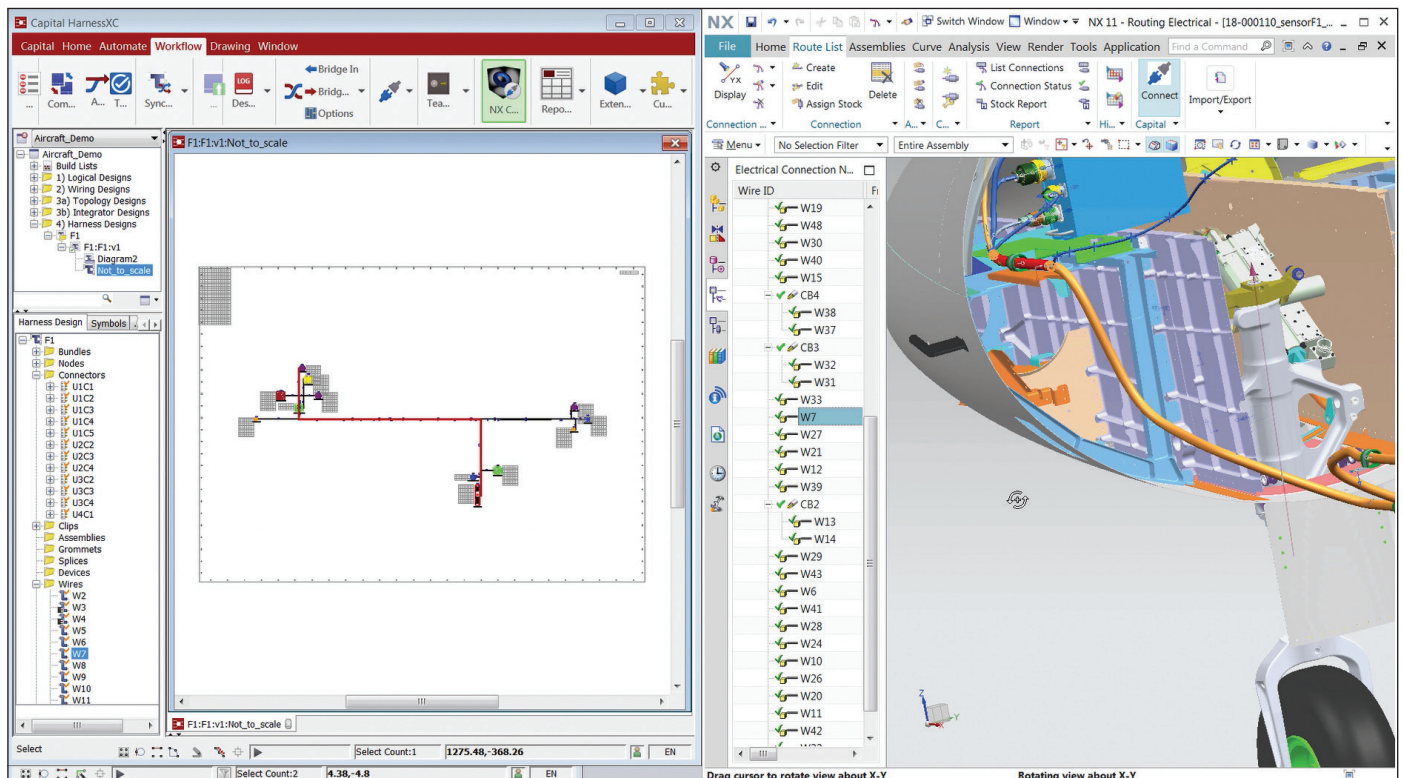 Capital HarnessXC
Capital Home Automate Workflow Drawing Window
Bridge In
Bridg...
Options
... Com... A... T... Sync... ... Des... Tea... NX C... Repo... Exten... Cu...
LOG
Aircraft_Demo
Aircraft_Demo
Build Lists
1) Logical Designs
2) Wiring Designs
3a) Topology Designs
3b) Integrator Designs
4) Harness Designs
F1
F1:F1:v1
Diagram2
Not_to_scale
Harness Design Symbols
F1
Bundles
Nodes
Connectors
U1C1
U1C2
U1C3
U1C4
U1C5
U2C2
U2C3
U2C4
U3C2
U3C3
U3C4
U4C1
Clips
Assemblies
Grommets
Splices
Devices
Wires
W2
W3
W4
W5
W6
W7
W8
W9
W10
W11
F1:F1:v1:Not_to_scale
F1:F1:v1:Not_to_scale
Select
Select Count:1 1275.48,-368.26 EN
Select Count:2 4.38,-4.8 EN
NX Switch Window Window NX 11 - Routing Electrical - [18-000110_sensorF1_...
File Home Route List Assemblies Curve Analysis View Render Tools Application Find a Command
Display
Create
Edit
Assign Stock
Delete
List Connections
Connection Status
Stock Report
Connect
Import/Export
Connection ... Connection A... C... Report Hi... Capital
Menu No Selection Filter Entire Assembly
Electrical Connection N...
Wire ID
W19
W48
W30
W40
W15
CB4
W38
W37
CB3
W32
W31
W33
W7
W27
W21
W12
W39
CB2
W13
W14
W29
W43
W6
W41
W28
W24
W10
W26
W20
W11
W42
Z
Y
X
Drag cursor to rotate view about X-Y Rotating view about X-Y